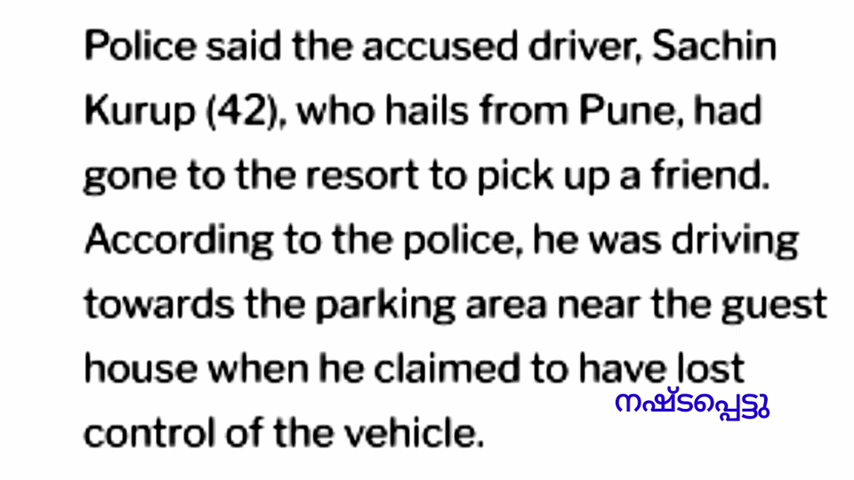 Police said the accused driver, Sachin
Kurup (42), who hails from Pune, had
gone to the resort to pick up a friend.
According to the police, he was driving
towards the parking area near the guest
house when he claimed to have lost
നഷ്ടപ്പെട്ടു
control of the vehicle.